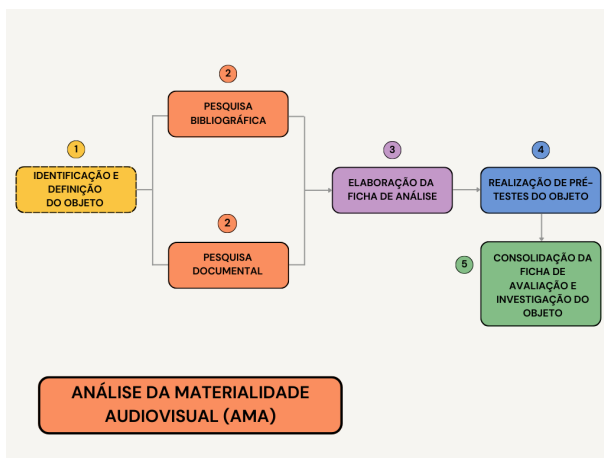 1
IDENTIFICAÇÃO E
DEFINIÇÃO
DO OBJETO
2
PESQUISA
BIBLIOGRÁFICA
2
PESQUISA
DOCUMENTAL
3
ELABORAÇÃO DA
FICHA DE ANÁLISE
4
REALIZAÇÃO DE PRÉ-
TESTES DO OBJETO
5
CONSOLIDAÇÃO DA
FICHA DE
AVALIAÇÃO E
INVESTIGAÇÃO DO
OBJETO
ANÁLISE DA MATERIALIDADE
AUDIOVISUAL (AMA)